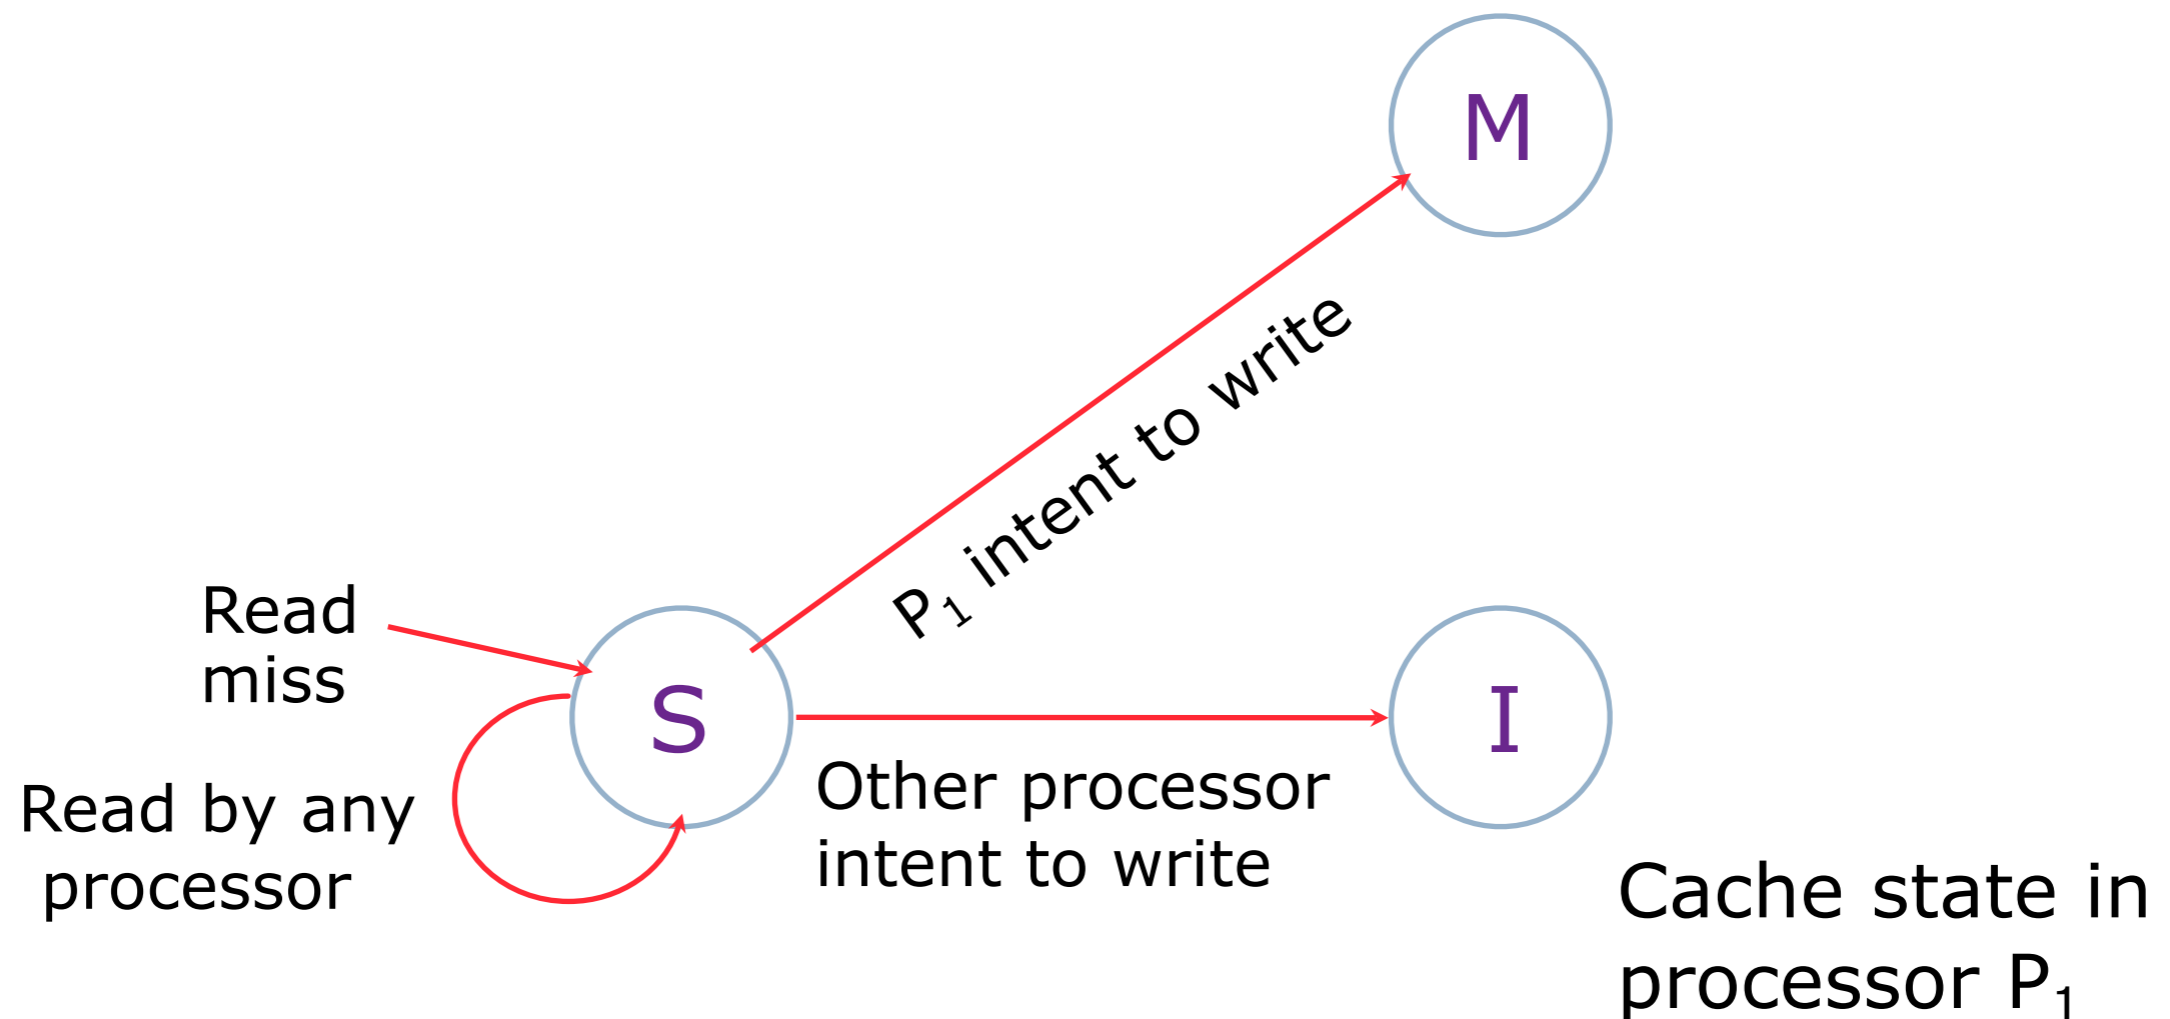 M
P₁ intent to write
Read
miss
S
I
Read by any
processor
Other processor
intent to write
Cache state in
processor P₁